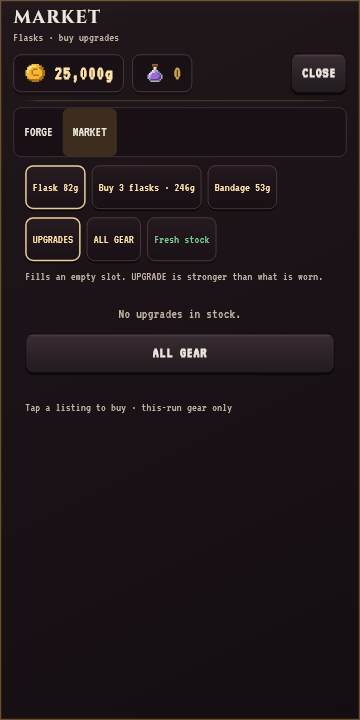 MARKET
Flasks · buy upgrades
25,000g
0
CLOSE
FORGE
MARKET
Flask 82g
Buy 3 flasks · 246g
Bandage 53g
UPGRADES
ALL GEAR
Fresh stock
Fills an empty slot. UPGRADE is stronger than what is worn.
No upgrades in stock.
ALL GEAR
Tap a listing to buy · this-run gear only